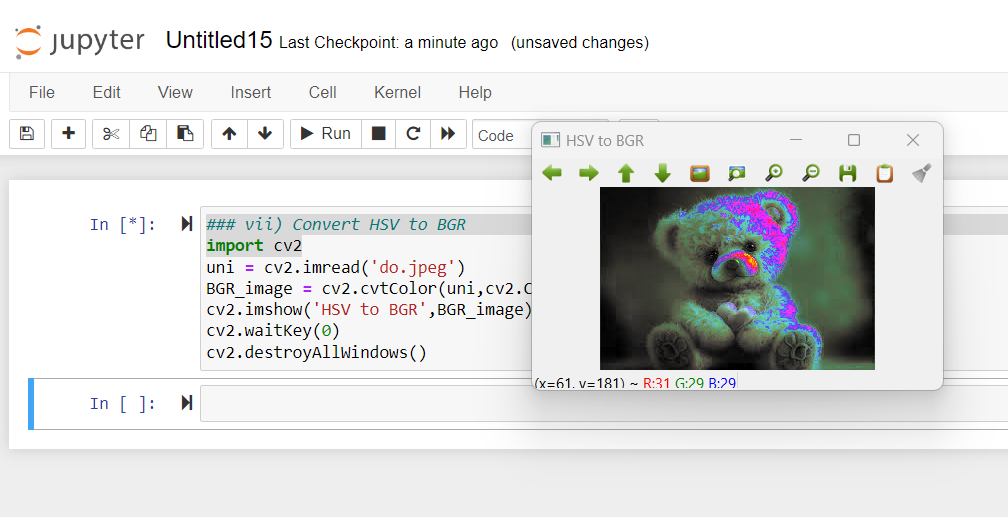 jupyter Untitled15 Last Checkpoint: a minute ago (unsaved changes)
File Edit View Insert Cell Kernel Help
Run Code
HSV to BGR
In [*]: ### vii) Convert HSV to BGR
import cv2
uni = cv2.imread('do.jpeg')
BGR_image = cv2.cvtColor(uni,cv2.C
cv2.imshow('HSV to BGR',BGR_image)
cv2.waitKey(0)
cv2.destroyAllWindows()
(x=61, y=181) ~ R:31 G:29 B:29
In [ ]: